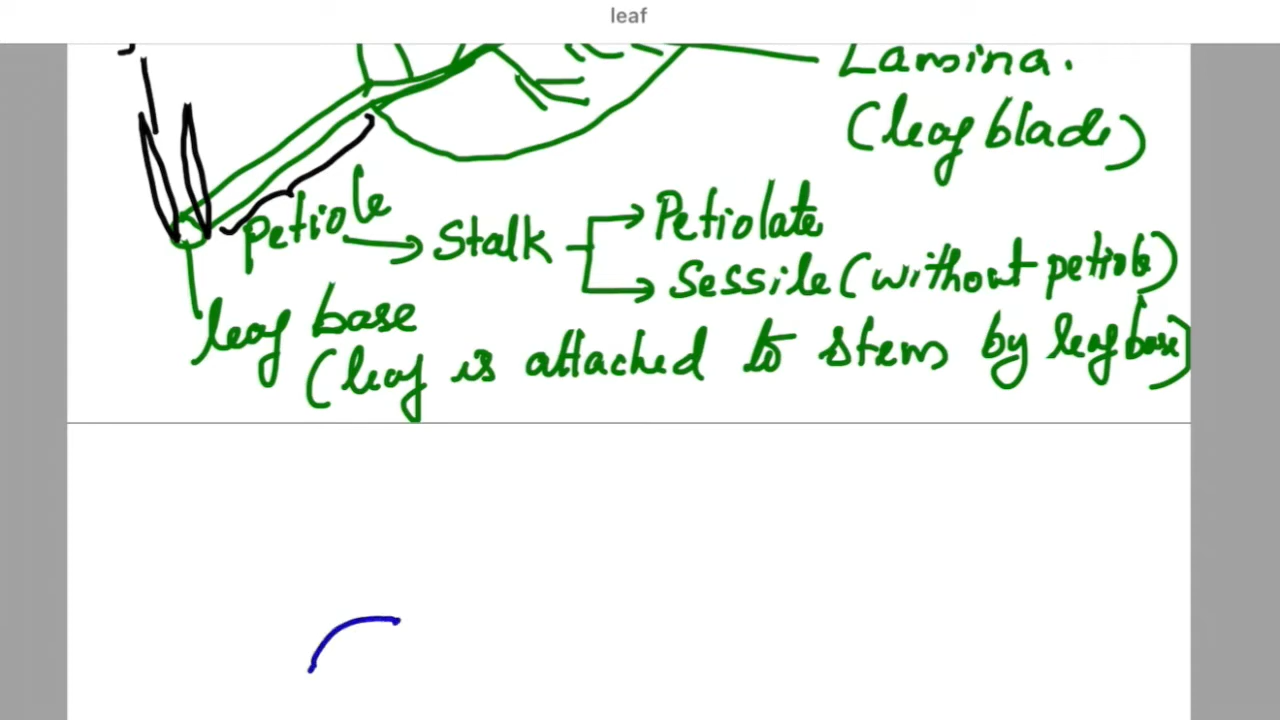 leaf
Lamina.
(leaf blade)
Petiole → Stalk → Petiolate
→ Sessile (without petiole)
leaf base
(leaf is attached to stem by leaf base)